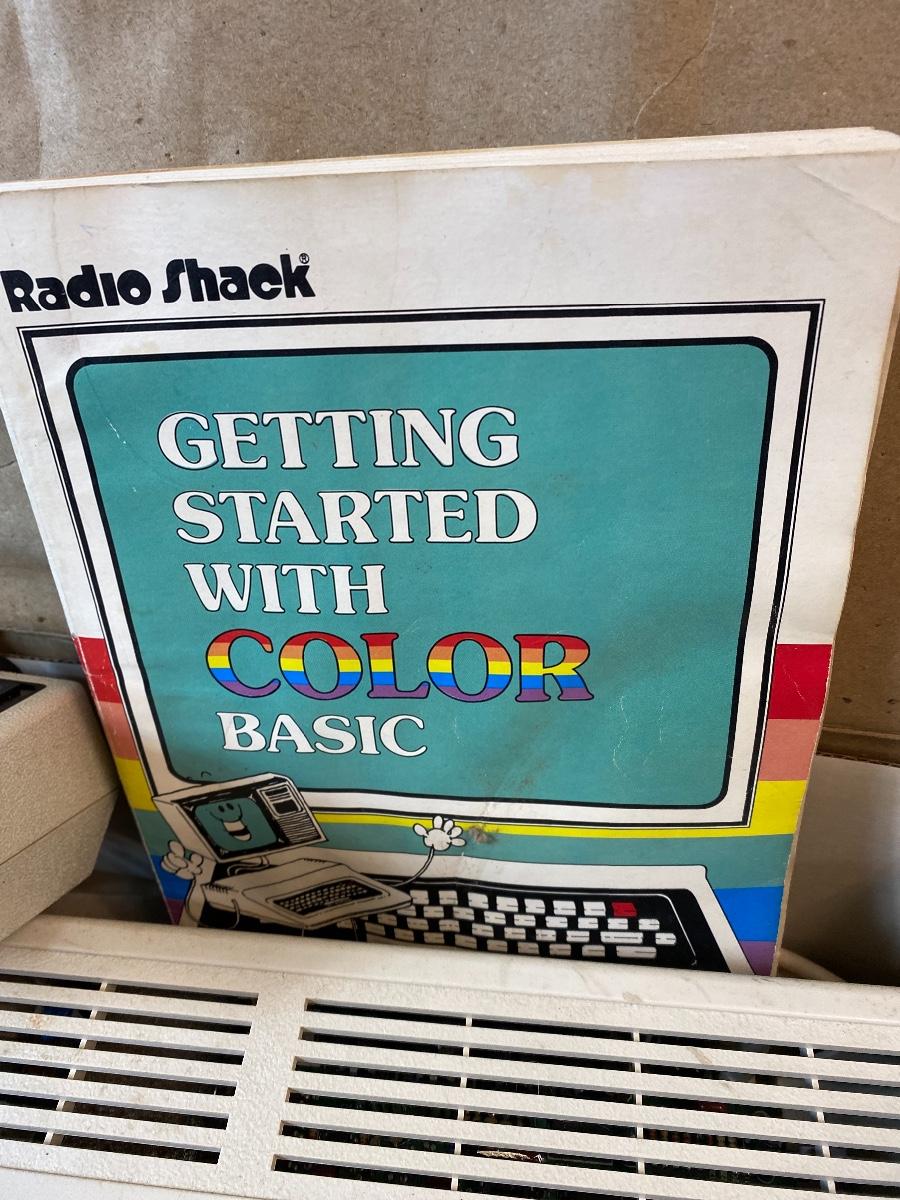 Radio Shack®
GETTING
STARTED
WITH
COLOR
BASIC